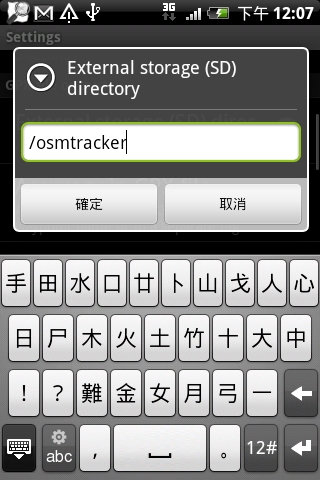 3G 下午 12:07
Settings
External storage (SD)
directory
/osmtracker
確定 取消
手 田 水 口 廿 卜 山 戈 人 心
日 尸 木 火 土 竹 十 大 中
! ? 難 金 女 月 弓 一
abc , 。 12#